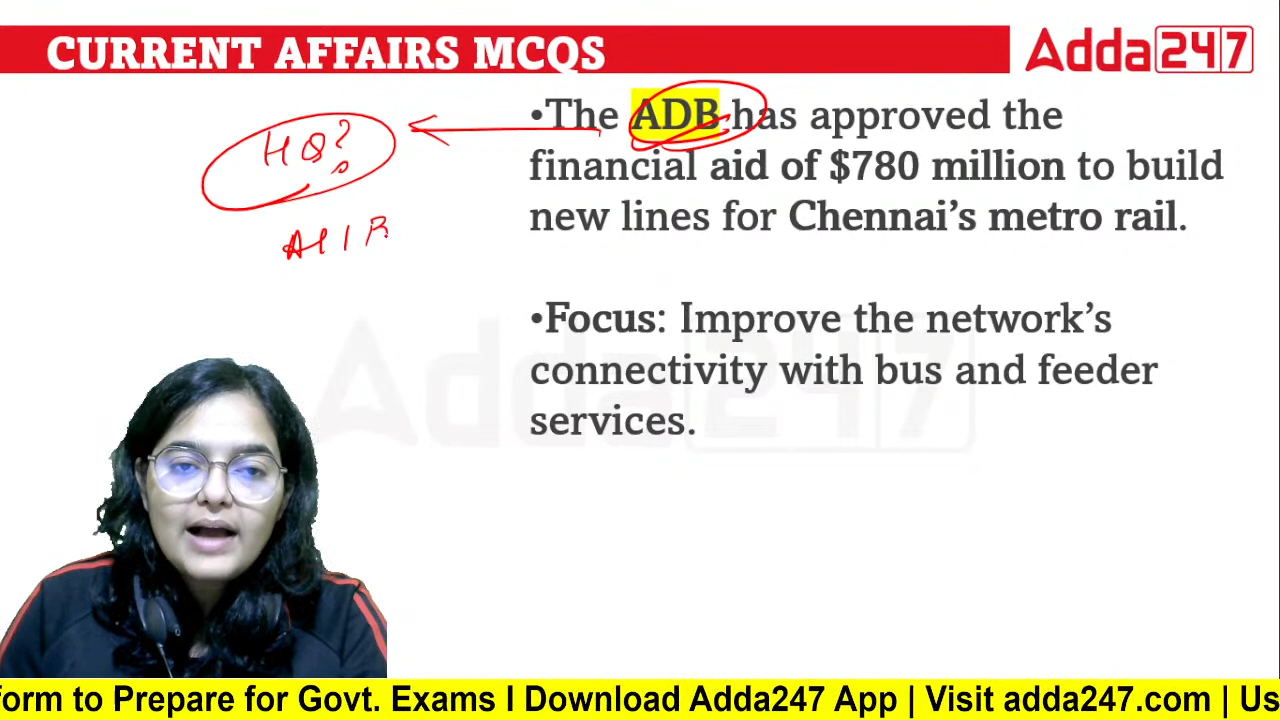 CURRENT AFFAIRS MCQS
Adda247
•The ADB has approved the
financial aid of $780 million to build
new lines for Chennai’s metro rail.
HQ?
•Focus: Improve the network’s
connectivity with bus and feeder
services.
Adda247
form to Prepare for Govt. Exams I Download Adda247 App | Visit adda247.com | Us